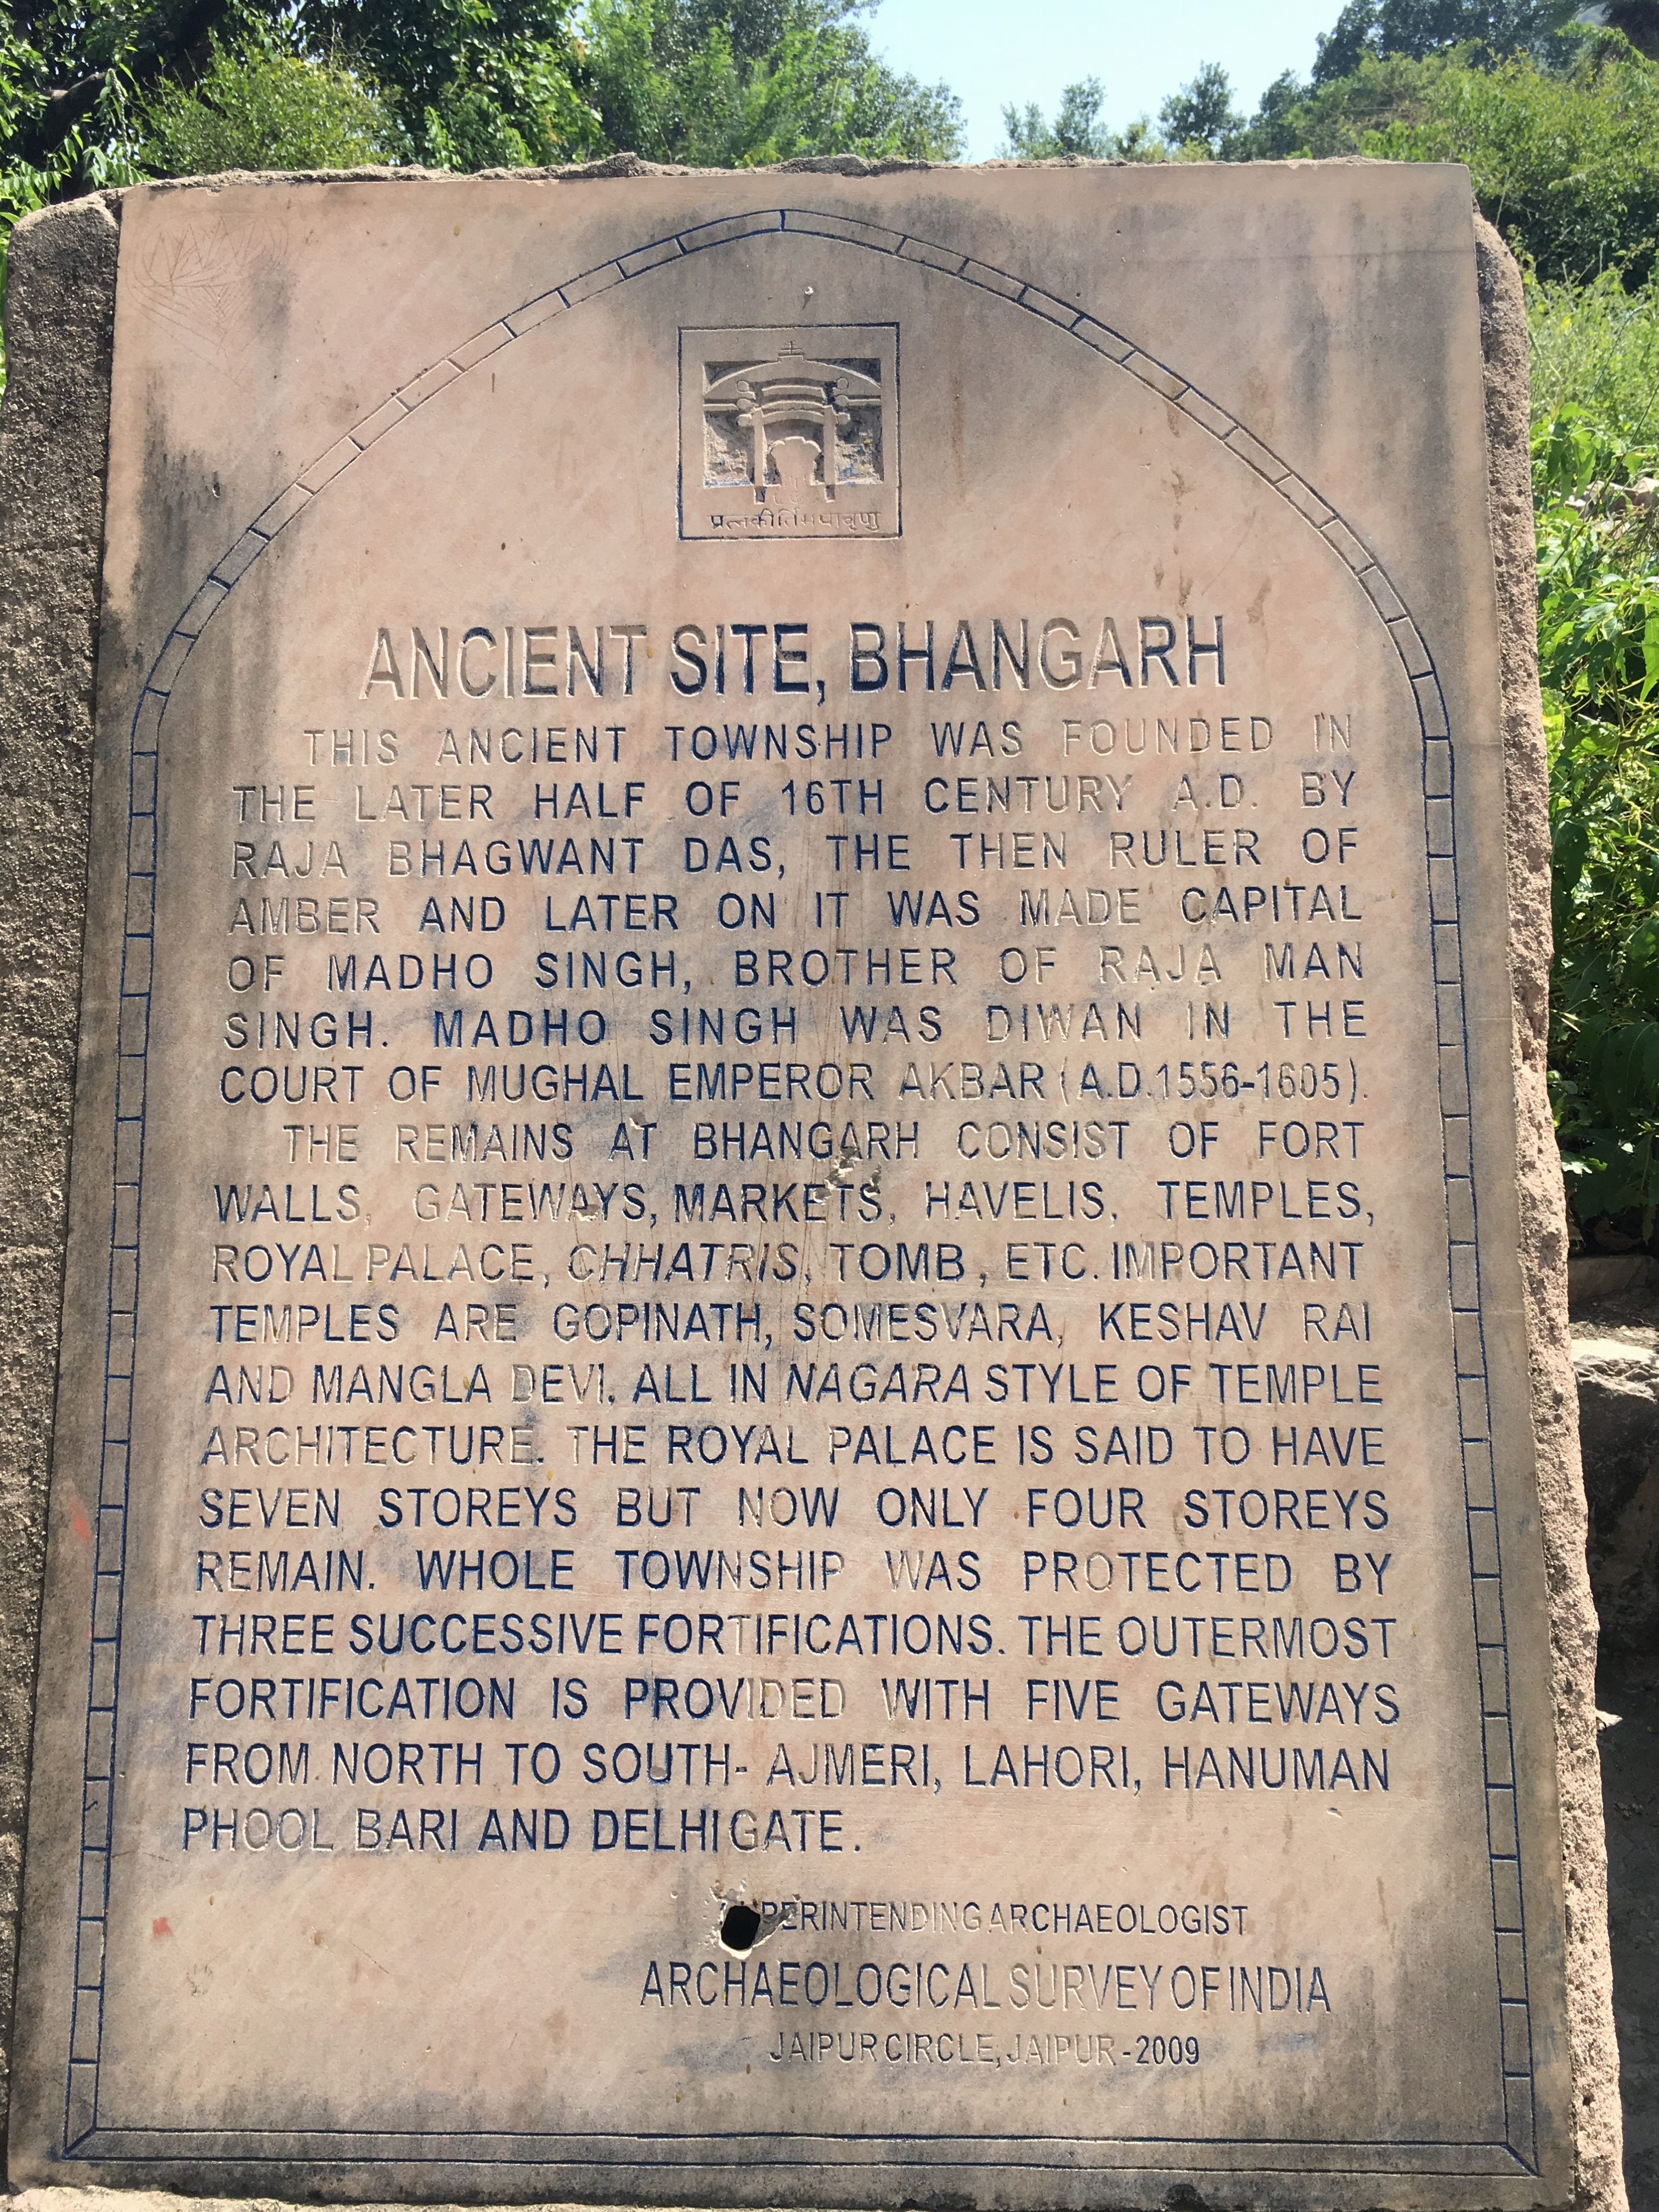 प्रत्नकीर्तिमपावृणु
ANCIENT SITE, BHANGARH
THIS ANCIENT TOWNSHIP WAS FOUNDED IN
THE LATER HALF OF 16TH CENTURY A.D. BY
RAJA BHAGWANT DAS, THE THEN RULER OF
AMBER AND LATER ON IT WAS MADE CAPITAL
OF MADHO SINGH, BROTHER OF RAJA MAN
SINGH. MADHO SINGH WAS DIWAN IN THE
COURT OF MUGHAL EMPEROR AKBAR (A.D.1556-1605).
THE REMAINS AT BHANGARH CONSIST OF FORT
WALLS, GATEWAYS, MARKETS, HAVELIS, TEMPLES,
ROYAL PALACE, CHHATRIS, TOMB, ETC. IMPORTANT
TEMPLES ARE GOPINATH, SOMESVARA, KESHAV RAI
AND MANGLA DEVI. ALL IN NAGARA STYLE OF TEMPLE
ARCHITECTURE. THE ROYAL PALACE IS SAID TO HAVE
SEVEN STOREYS BUT NOW ONLY FOUR STOREYS
REMAIN. WHOLE TOWNSHIP WAS PROTECTED BY
THREE SUCCESSIVE FORTIFICATIONS. THE OUTERMOST
FORTIFICATION IS PROVIDED WITH FIVE GATEWAYS
FROM NORTH TO SOUTH- AJMERI, LAHORI, HANUMAN
PHOOL BARI AND DELHI GATE.
ARCHAEOLOGIST
ARCHAEOLOGICAL SURVEY OF INDIA
JAIPUR CIRCLE, JAIPUR - 2009